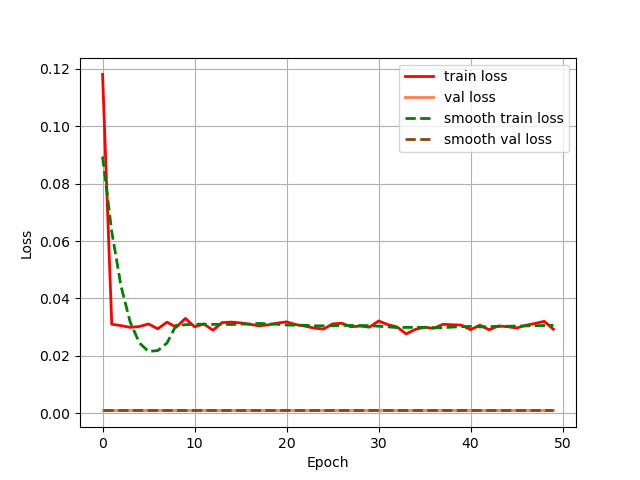 0.12
0.10
0.08
0.06
0.04
0.02
0.00
Loss
0 10 20 30 40 50
Epoch
train loss
val loss
smooth train loss
smooth val loss